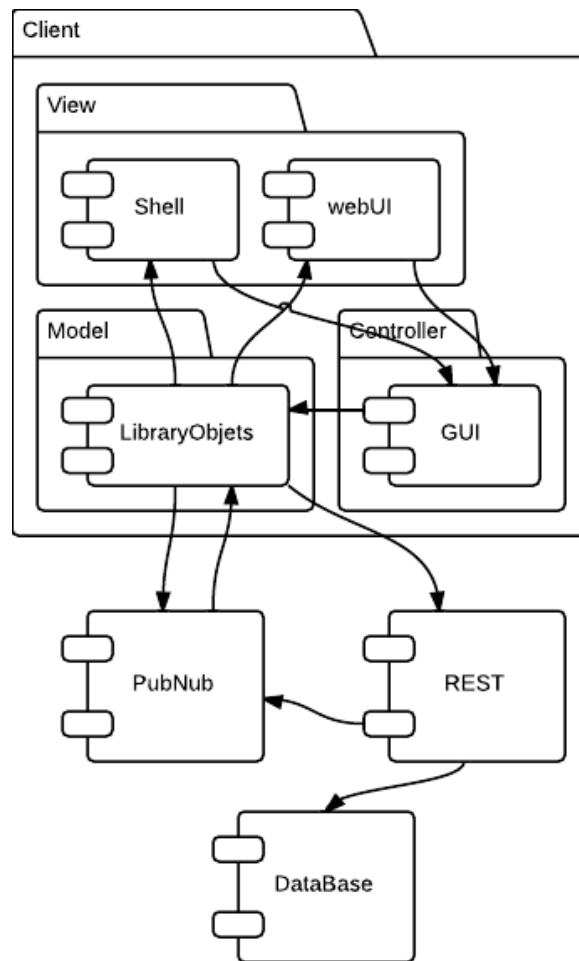 Client
View
Shell
webUI
Model
Controller
LibraryObjets
GUI
PubNub
REST
DataBase